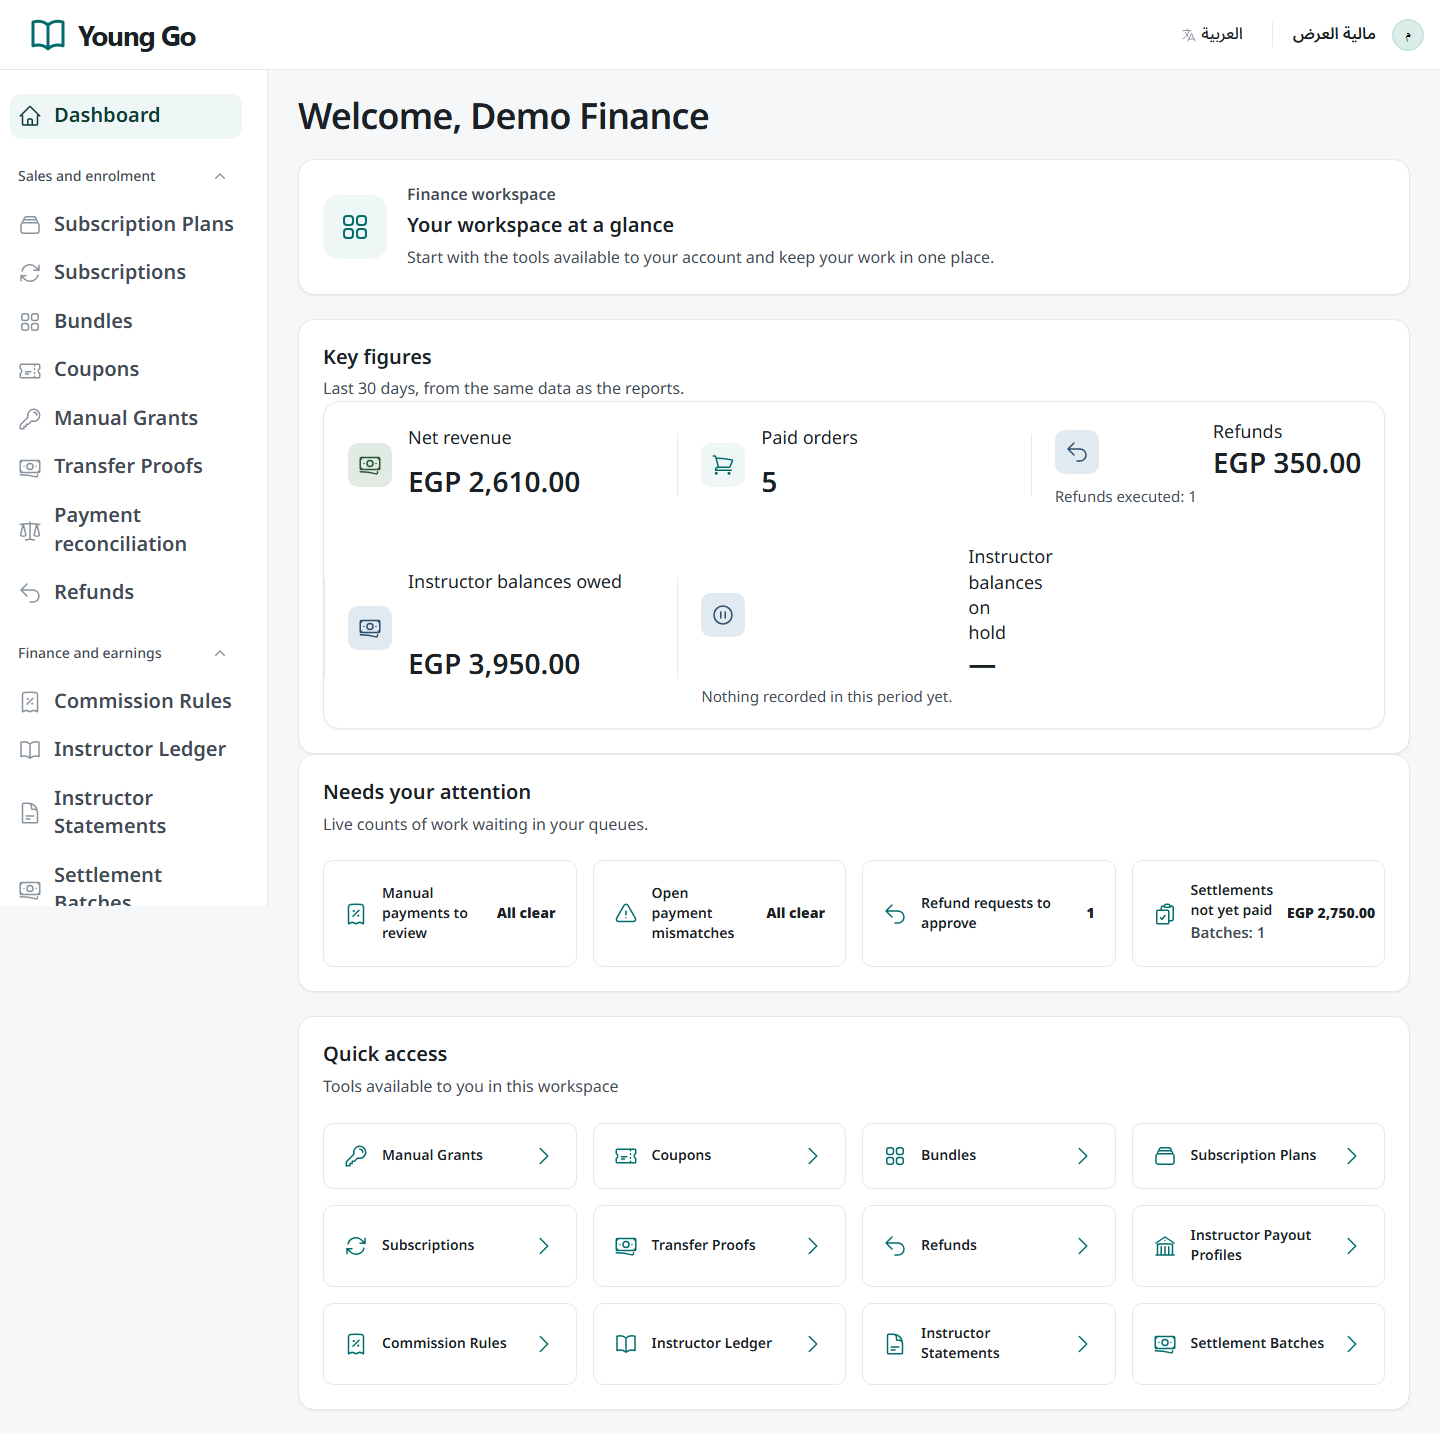 Young Go
العربية
مالية العرض
م
Dashboard
Sales and enrolment
Subscription Plans
Subscriptions
Bundles
Coupons
Manual Grants
Transfer Proofs
Payment
reconciliation
Refunds
Finance and earnings
Commission Rules
Instructor Ledger
Instructor
Statements
Settlement
Batches
Welcome, Demo Finance
Finance workspace
Your workspace at a glance
Start with the tools available to your account and keep your work in one place.
Key figures
Last 30 days, from the same data as the reports.
Net revenue
EGP 2,610.00
Paid orders
5
Refunds
EGP 350.00
Refunds executed: 1
Instructor balances owed
EGP 3,950.00
Instructor
balances
on
hold
—
Nothing recorded in this period yet.
Needs your attention
Live counts of work waiting in your queues.
Manual
payments to
review
All clear
Open
payment
mismatches
All clear
Refund requests to
approve
1
Settlements
not yet paid
Batches: 1
EGP 2,750.00
Quick access
Tools available to you in this workspace
Manual Grants
Coupons
Bundles
Subscription Plans
Subscriptions
Transfer Proofs
Refunds
Instructor Payout
Profiles
Commission Rules
Instructor Ledger
Instructor
Statements
Settlement Batches